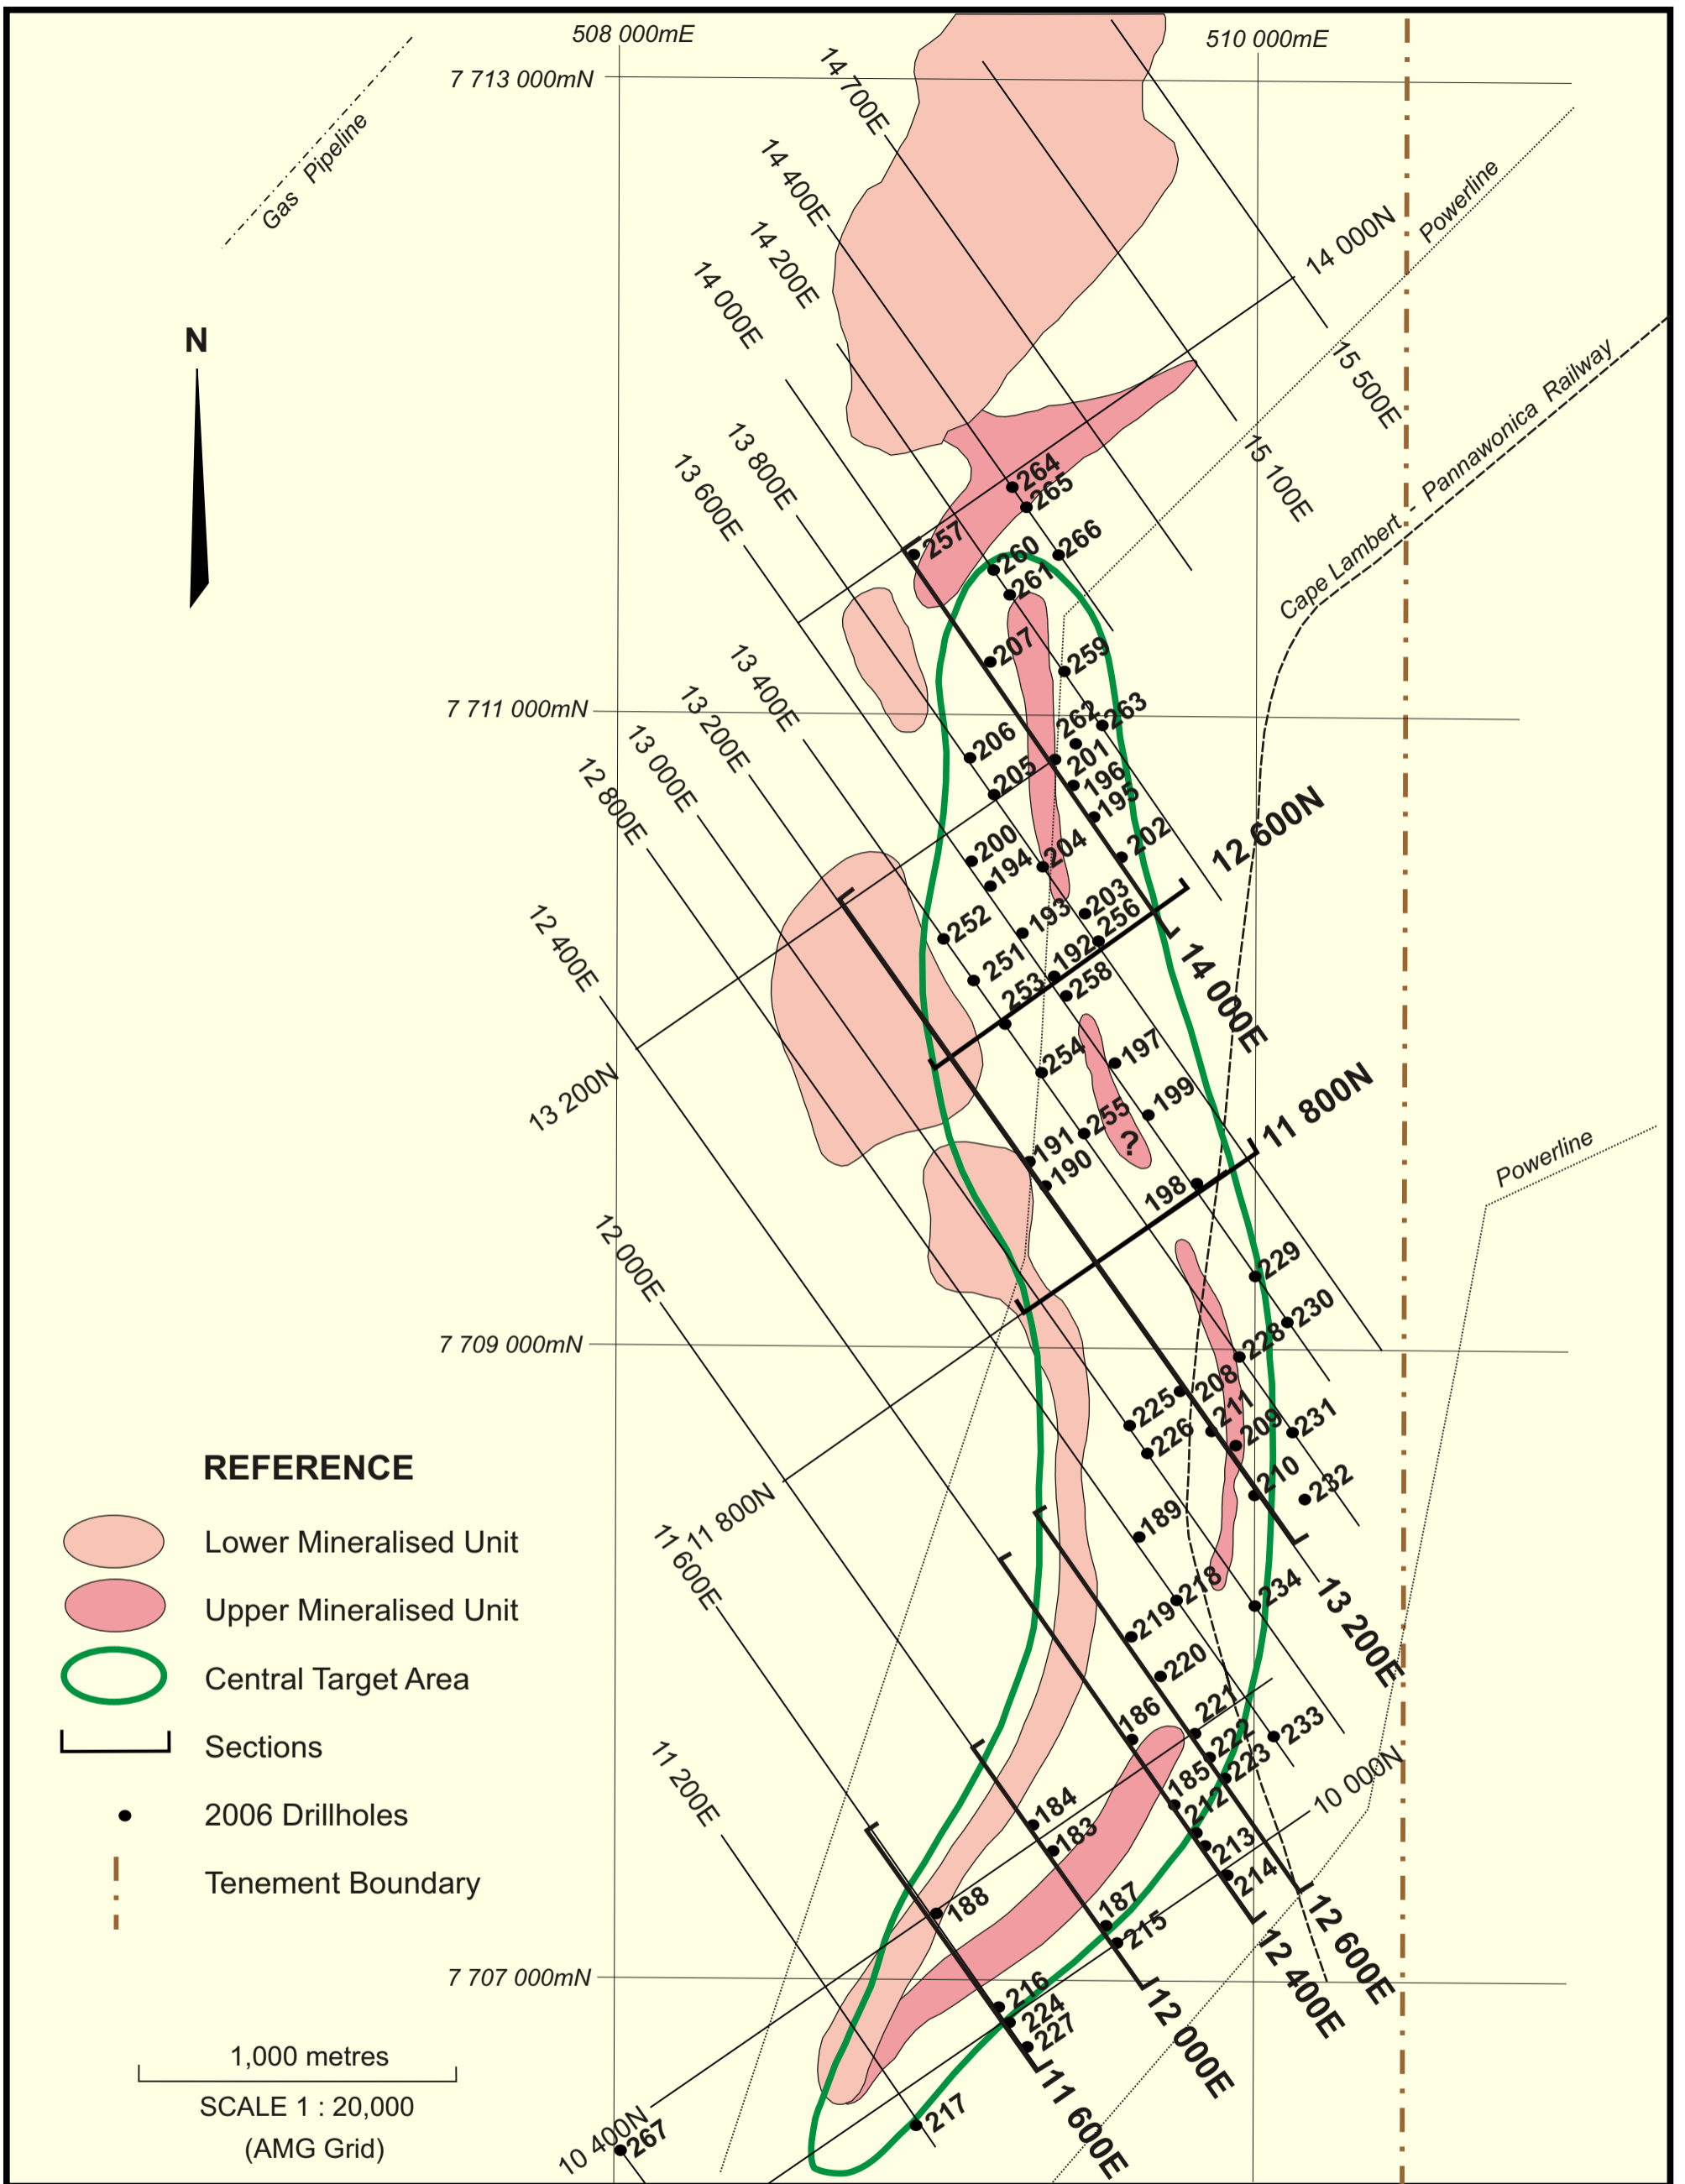 508 000mE
510 000mE
7 713 000mN
Gas Pipeline
14 700E
14 400E
14 200E
14 000E
Powerline
14 000N
N
15 500E
Cape Lambert - Pannawonica Railway
13 800E
13 600E
15 100E
264
265
257
260
266
261
207
259
13 400E
13 200E
13 000E
12 800E
7 711 000mN
263
262
206
201
205
196
195
202
12 600N
200
194
204
203
193
256
252
192
251
258
253
14 000E
12 400E
13 200N
197
254
199
255
191
?
190
11 800N
198
Powerline
12 000E
229
230
228
7 709 000mN
208
225
211
231
226
209
210
232
11 800N
11 600E
189
218
234
13 200E
219
220
186
221
222
233
223
10 000N
185
212
184
183
213
214
11 200E
188
187
215
12 600E
12 400E
12 000E
7 707 000mN
216
224
227
11 600E
217
10 400N
267
REFERENCE
Lower Mineralised Unit
Upper Mineralised Unit
Central Target Area
Sections
2006 Drillholes
Tenement Boundary
1,000 metres
SCALE 1 : 20,000
(AMG Grid)